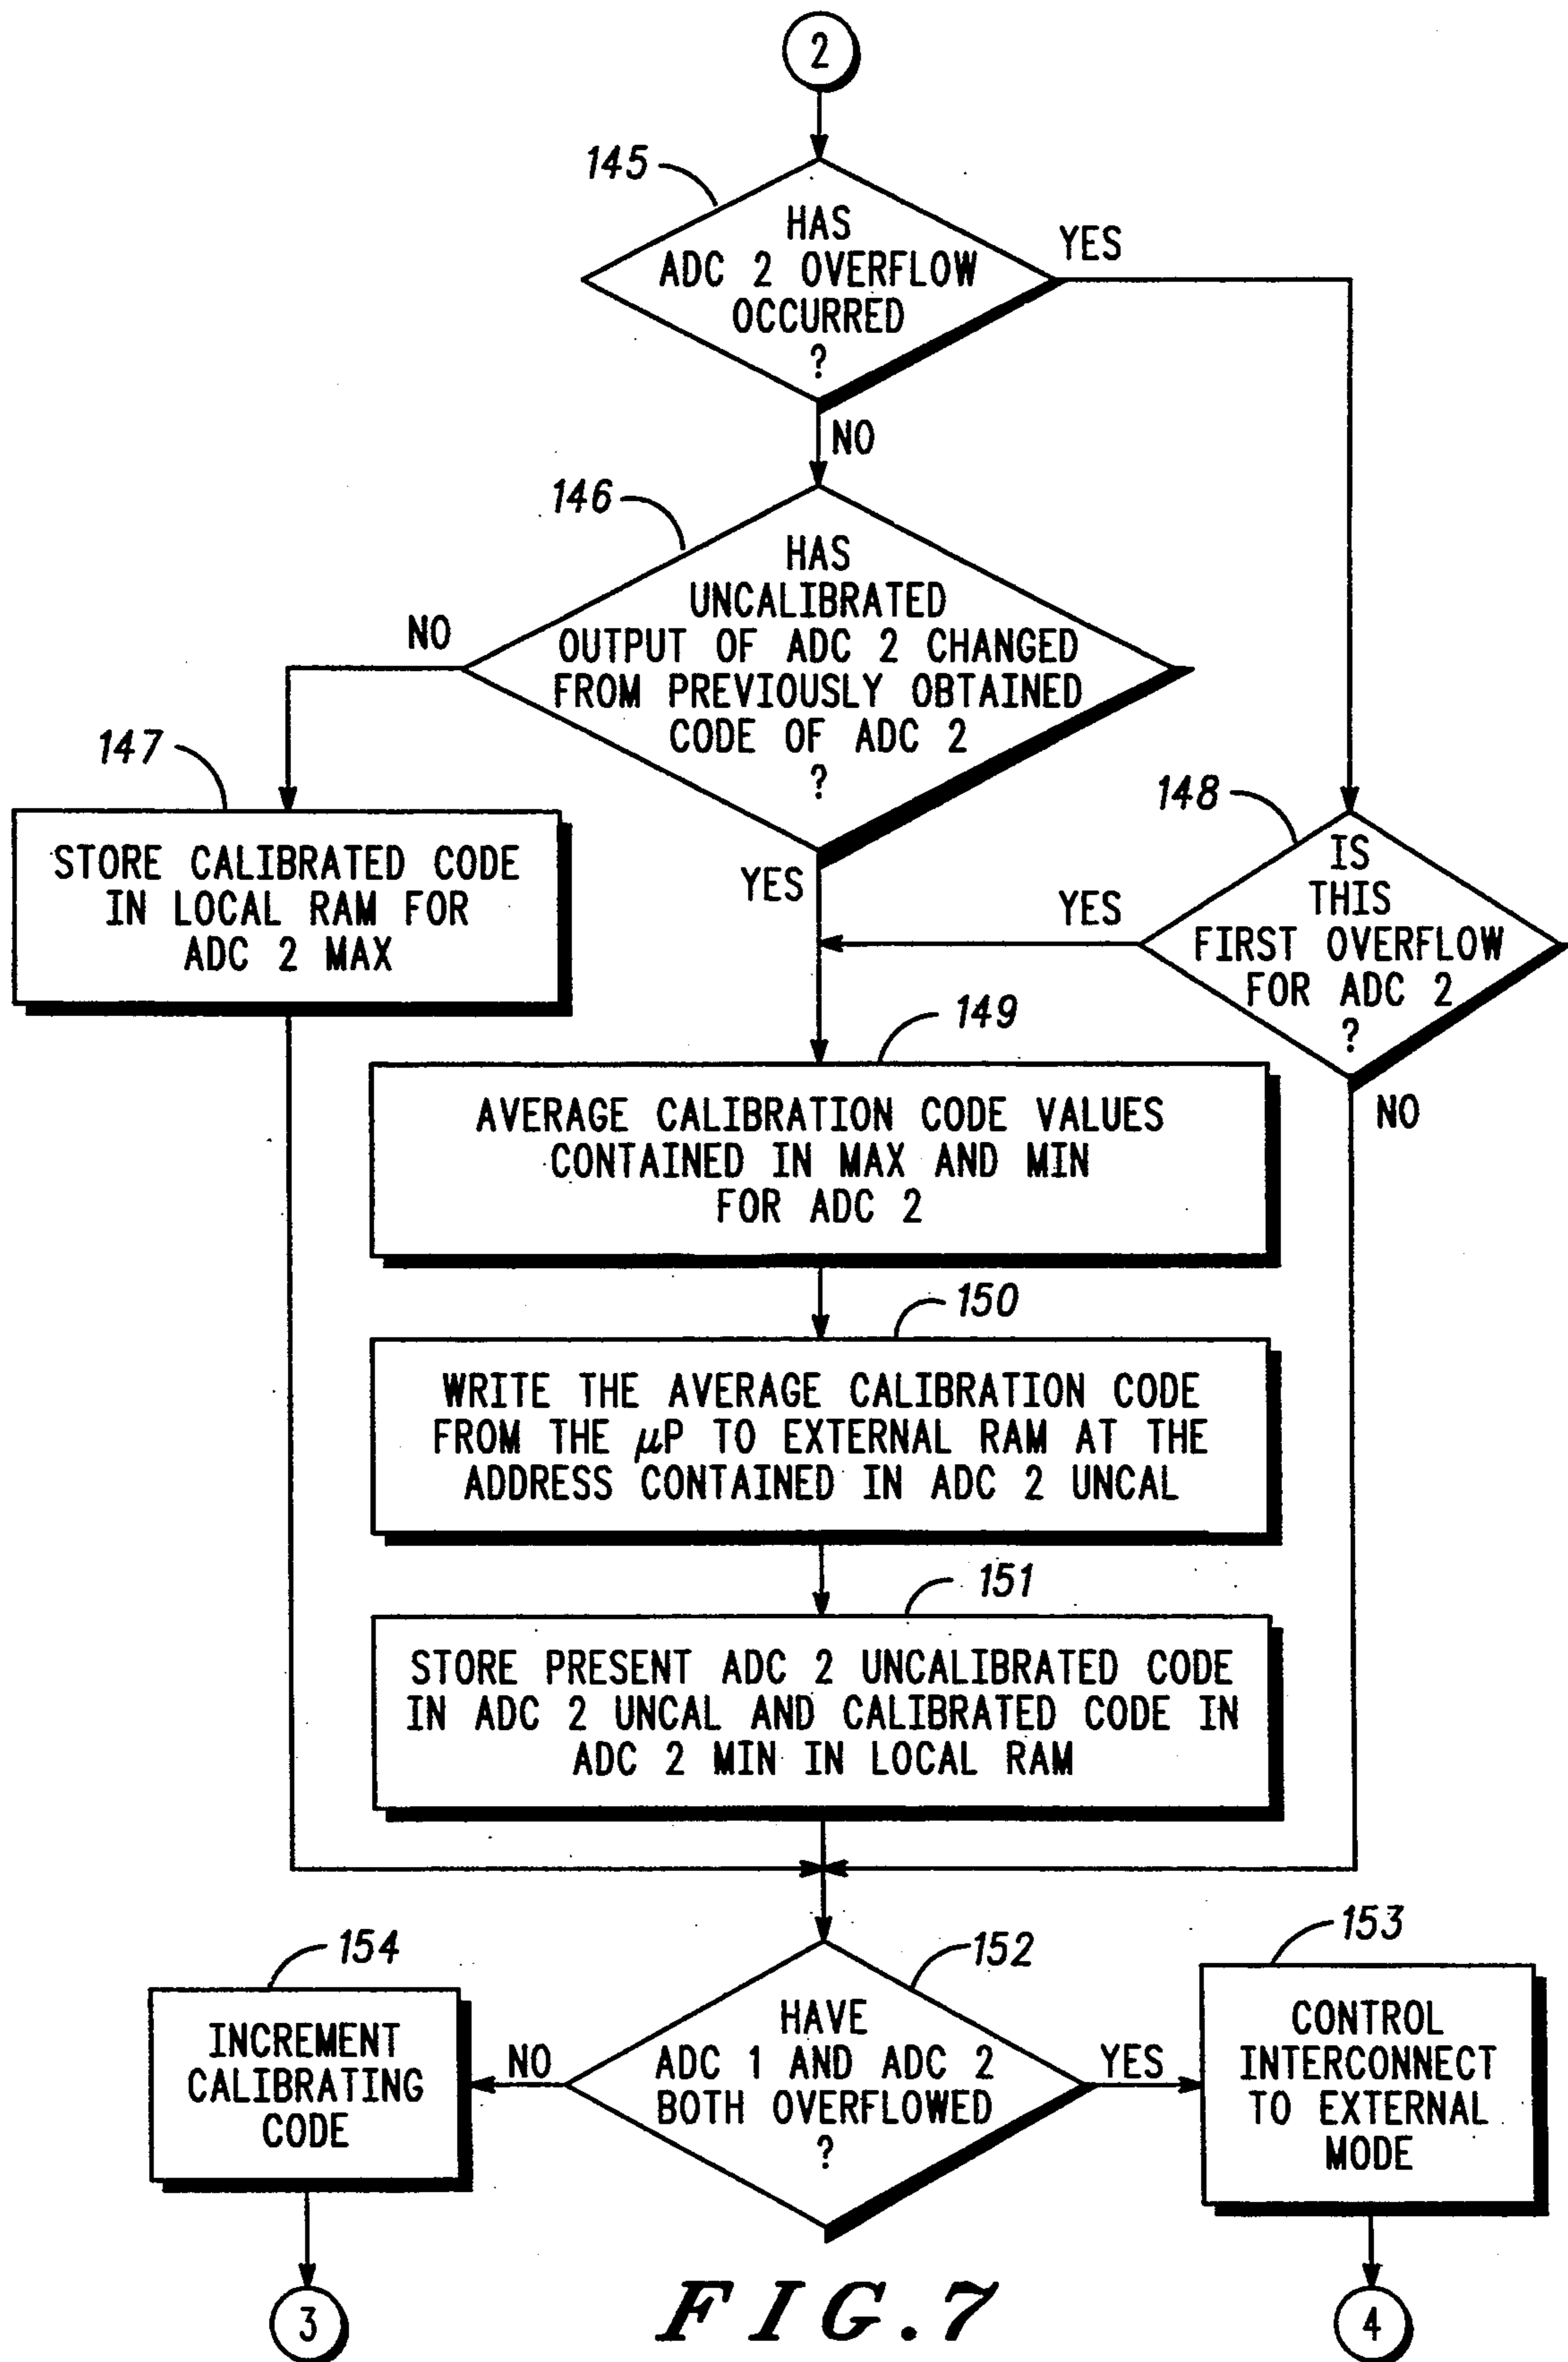 2
145
HAS
ADC 2 OVERFLOW
OCCURRED
?
YES
NO
146
HAS
UNCALIBRATED
OUTPUT OF ADC 2 CHANGED
FROM PREVIOUSLY OBTAINED
CODE OF ADC 2
?
NO
YES
147
STORE CALIBRATED CODE
IN LOCAL RAM FOR
ADC 2 MAX
148
IS
THIS
FIRST OVERFLOW
FOR ADC 2
?
YES
NO
149
AVERAGE CALIBRATION CODE VALUES
CONTAINED IN MAX AND MIN
FOR ADC 2
150
WRITE THE AVERAGE CALIBRATION CODE
FROM THE μP TO EXTERNAL RAM AT THE
ADDRESS CONTAINED IN ADC 2 UNCAL
151
STORE PRESENT ADC 2 UNCALIBRATED CODE
IN ADC 2 UNCAL AND CALIBRATED CODE IN
ADC 2 MIN IN LOCAL RAM
152
HAVE
ADC 1 AND ADC 2
BOTH OVERFLOWED
?
NO
YES
154
INCREMENT
CALIBRATING
CODE
153
CONTROL
INTERCONNECT
TO EXTERNAL
MODE
3
4
FIG.7